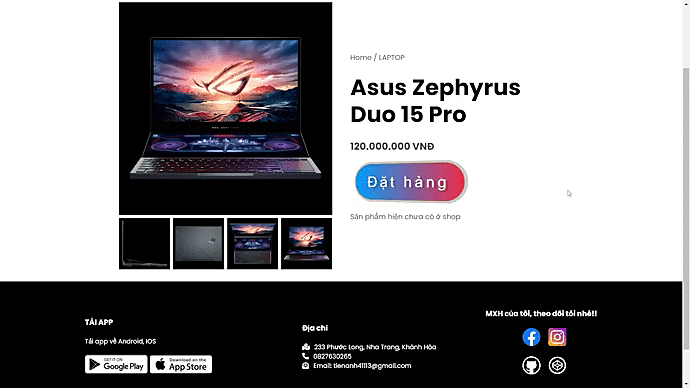 Home / LAPTOP
Asus Zephyrus
Duo 15 Pro
120.000.000 VNĐ
Đặt hàng
Sản phẩm hiện chưa có ở shop
TẢI APP
Tải app về Android, IOS
GET IT ON
Google Play
Download on the
App Store
Địa chỉ
233 Phước Long, Nha Trang, Khánh Hòa
0827630265
Email: tienanh41113@gmail.com
MXH của tôi, theo dõi tôi nhé!!